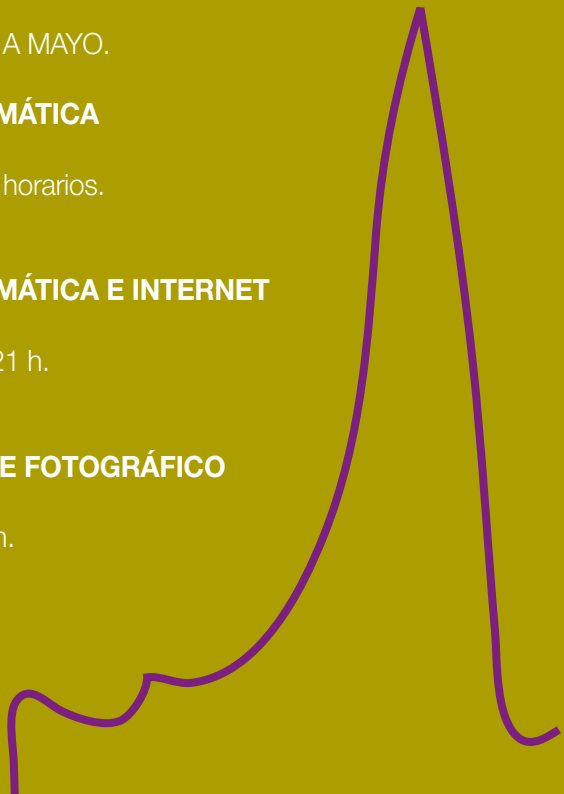 A MAYO.
MÁTICA
horarios.
MÁTICA E INTERNET
21 h.
E FOTOGRÁFICO
h.